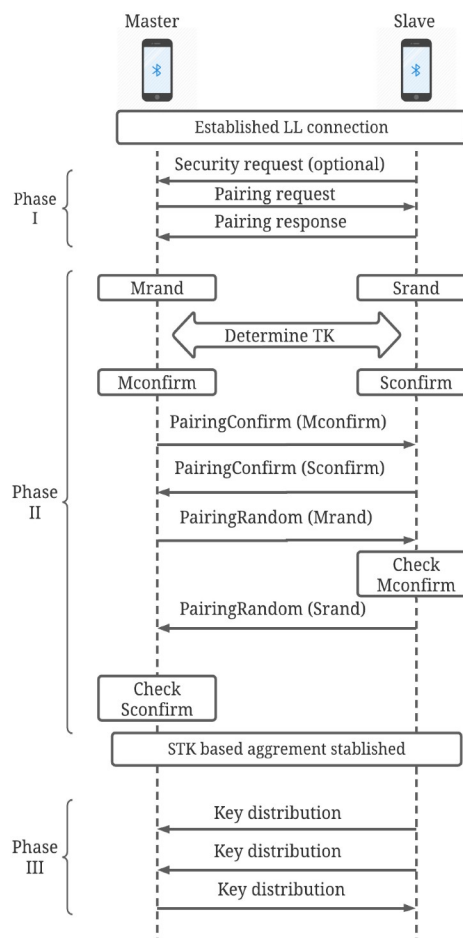 Master
Slave
Established LL connection
Security request (optional)
Phase
I
Pairing request
Pairing response
Mrand
Srand
Determine TK
Mconfirm
Sconfirm
PairingConfirm (Mconfirm)
PairingConfirm (Sconfirm)
Phase
II
PairingRandom (Mrand)
Check
Mconfirm
PairingRandom (Srand)
Check
Sconfirm
STK based aggrement stablished
Key distribution
Phase
III
Key distribution
Key distribution